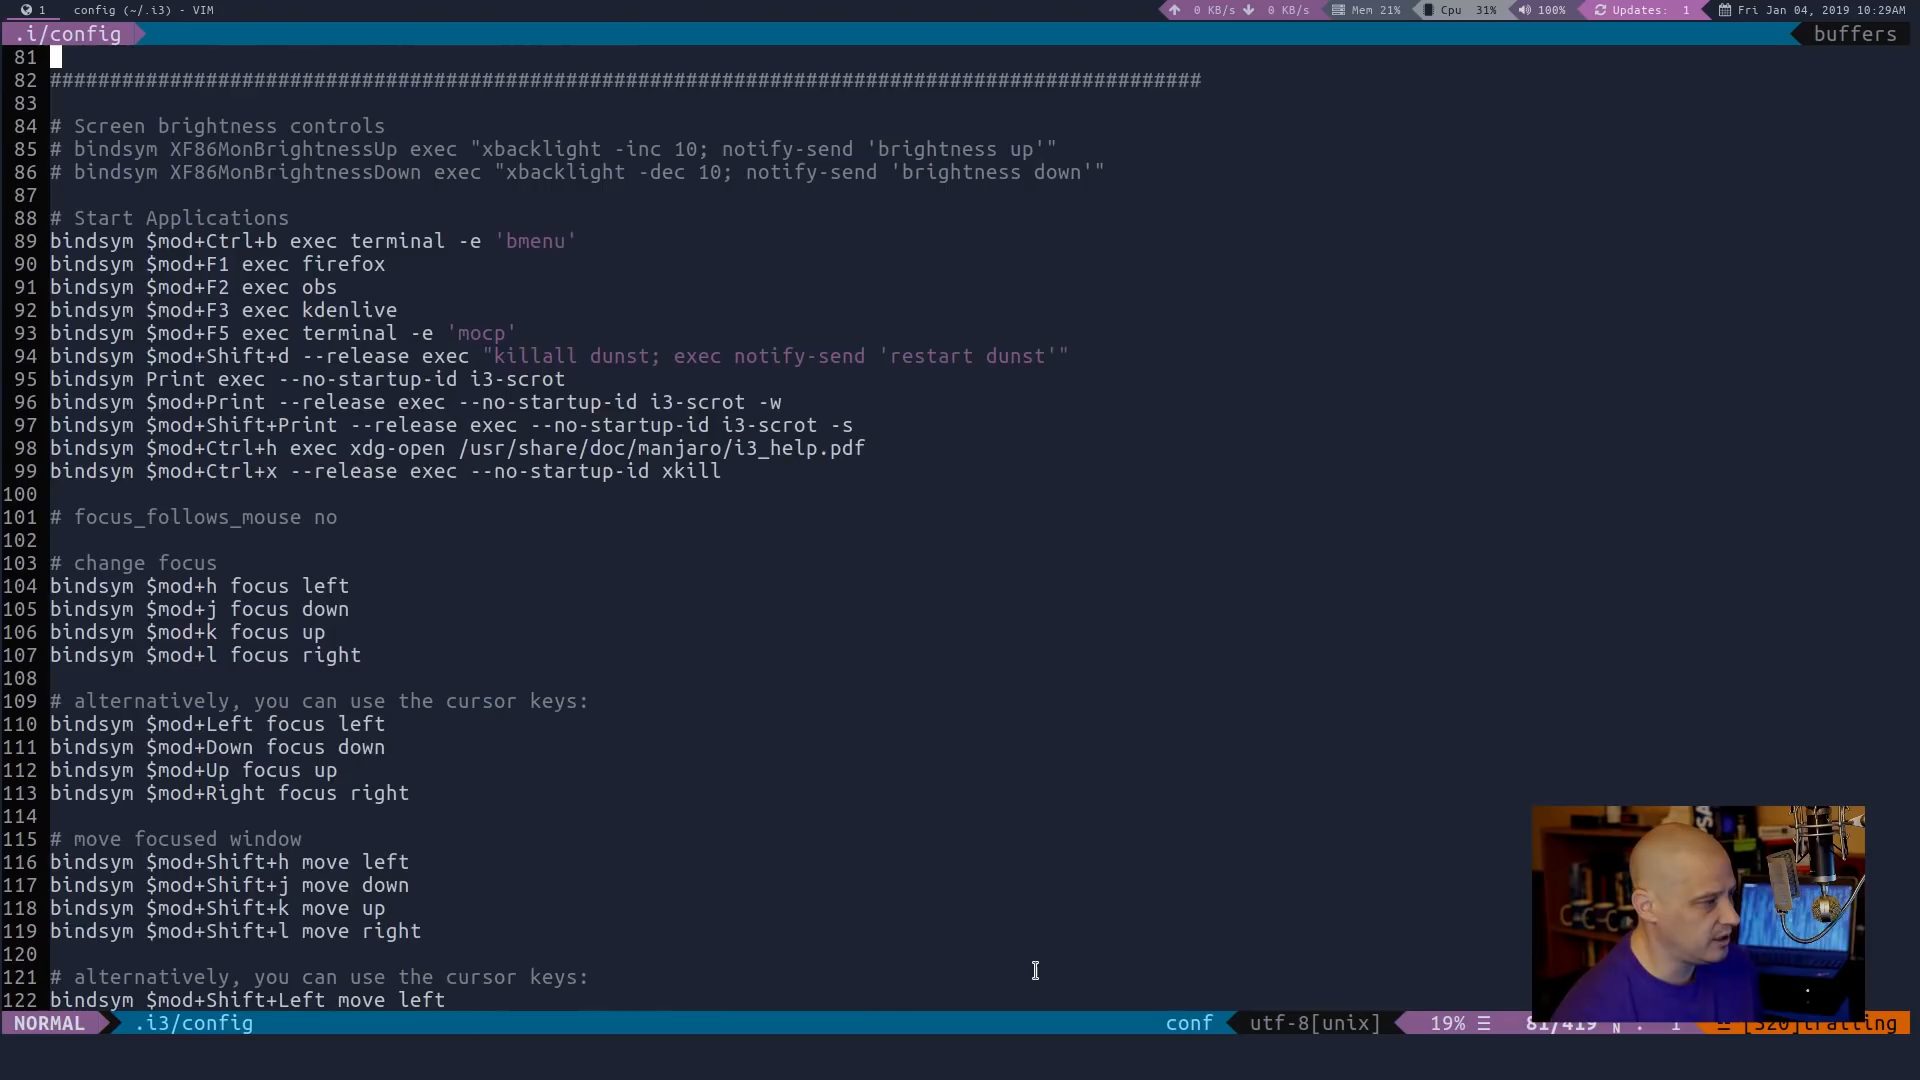 1 config (~/.i3) - VIM 0 KB/s 0 KB/s Mem 21% Cpu 31% 100% Updates: 1 Fri Jan 04, 2019 10:29AM
.i/config buffers
81
82 ################################################################################################
83
84 # Screen brightness controls
85 # bindsym XF86MonBrightnessUp exec "xbacklight -inc 10; notify-send 'brightness up'"
86 # bindsym XF86MonBrightnessDown exec "xbacklight -dec 10; notify-send 'brightness down'"
87
88 # Start Applications
89 bindsym $mod+Ctrl+b exec terminal -e 'bmenu'
90 bindsym $mod+F1 exec firefox
91 bindsym $mod+F2 exec obs
92 bindsym $mod+F3 exec kdenlive
93 bindsym $mod+F5 exec terminal -e 'mocp'
94 bindsym $mod+Shift+d --release exec "killall dunst; exec notify-send 'restart dunst'"
95 bindsym Print exec --no-startup-id i3-scrot
96 bindsym $mod+Print --release exec --no-startup-id i3-scrot -w
97 bindsym $mod+Shift+Print --release exec --no-startup-id i3-scrot -s
98 bindsym $mod+Ctrl+h exec xdg-open /usr/share/doc/manjaro/i3_help.pdf
99 bindsym $mod+Ctrl+x --release exec --no-startup-id xkill
100
101 # focus_follows_mouse no
102
103 # change focus
104 bindsym $mod+h focus left
105 bindsym $mod+j focus down
106 bindsym $mod+k focus up
107 bindsym $mod+l focus right
108
109 # alternatively, you can use the cursor keys:
110 bindsym $mod+Left focus left
111 bindsym $mod+Down focus down
112 bindsym $mod+Up focus up
113 bindsym $mod+Right focus right
114
115 # move focused window
116 bindsym $mod+Shift+h move left
117 bindsym $mod+Shift+j move down
118 bindsym $mod+Shift+k move up
119 bindsym $mod+Shift+l move right
120
121 # alternatively, you can use the cursor keys:
122 bindsym $mod+Shift+Left move left
NORMAL .i3/config conf utf-8[unix] 19% 81/419 : 1 [320]trailing